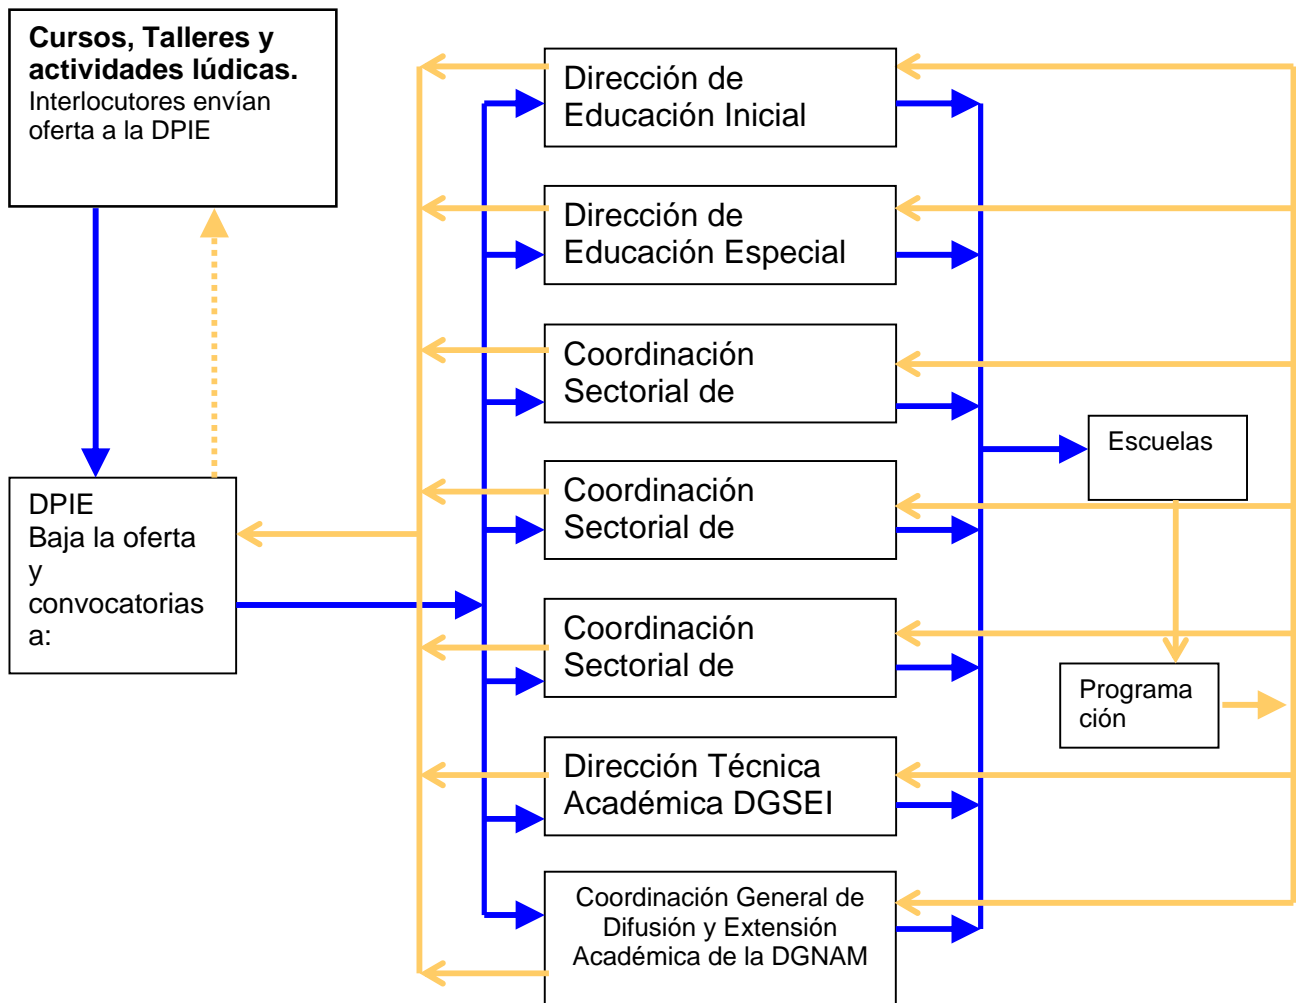 Cursos, Talleres y
actividades lúdicas.
Interlocutores envían
oferta a la DPIE
DPIE
Baja la oferta
y
convocatorias
a:
Dirección de
Educación Inicial
Dirección de
Educación Especial
Coordinación
Sectorial de
Coordinación
Sectorial de
Coordinación
Sectorial de
Dirección Técnica
Académica DGSEI
Coordinación General de
Difusión y Extensión
Académica de la DGNAM
Escuelas
Programa
ción